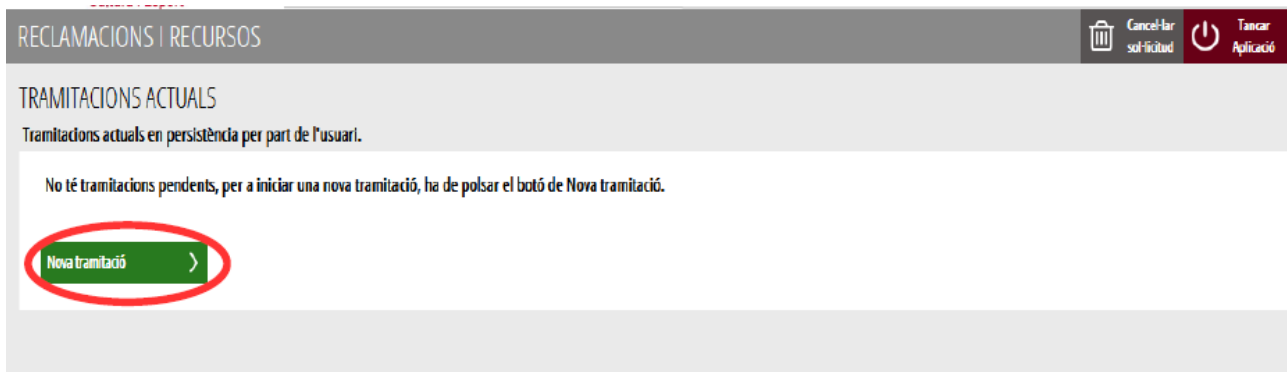 RECLAMACIONS I RECURSOS
Cancel·lar
sol·licitud
Tancar
Aplicació
TRAMITACIONS ACTUALS
Tramitacions actuals en persistència per part de l'usuari.
No té tramitacions pendents, per a iniciar una nova tramitació, ha de polsar el botó de Nova tramitació.
Nova tramitació